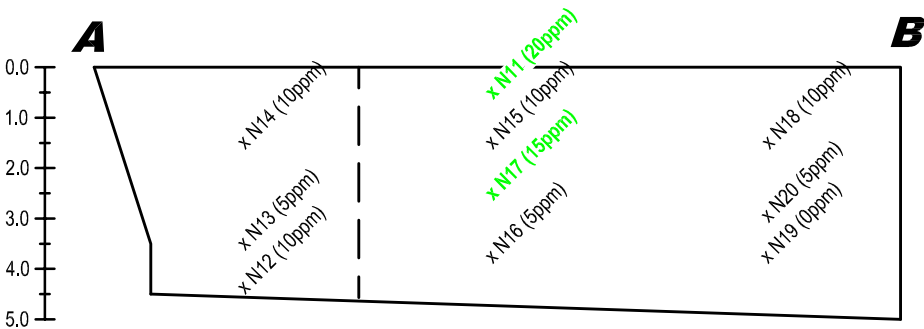 A
B
0.0
1.0
2.0
3.0
4.0
5.0
x N14 (10ppm)
x N13 (5ppm)
x N12 (10ppm)
x N11 (20ppm)
x N15 (10ppm)
x N17 (15ppm)
x N16 (5ppm)
x N18 (10ppm)
x N20 (5ppm)
x N19 (0ppm)